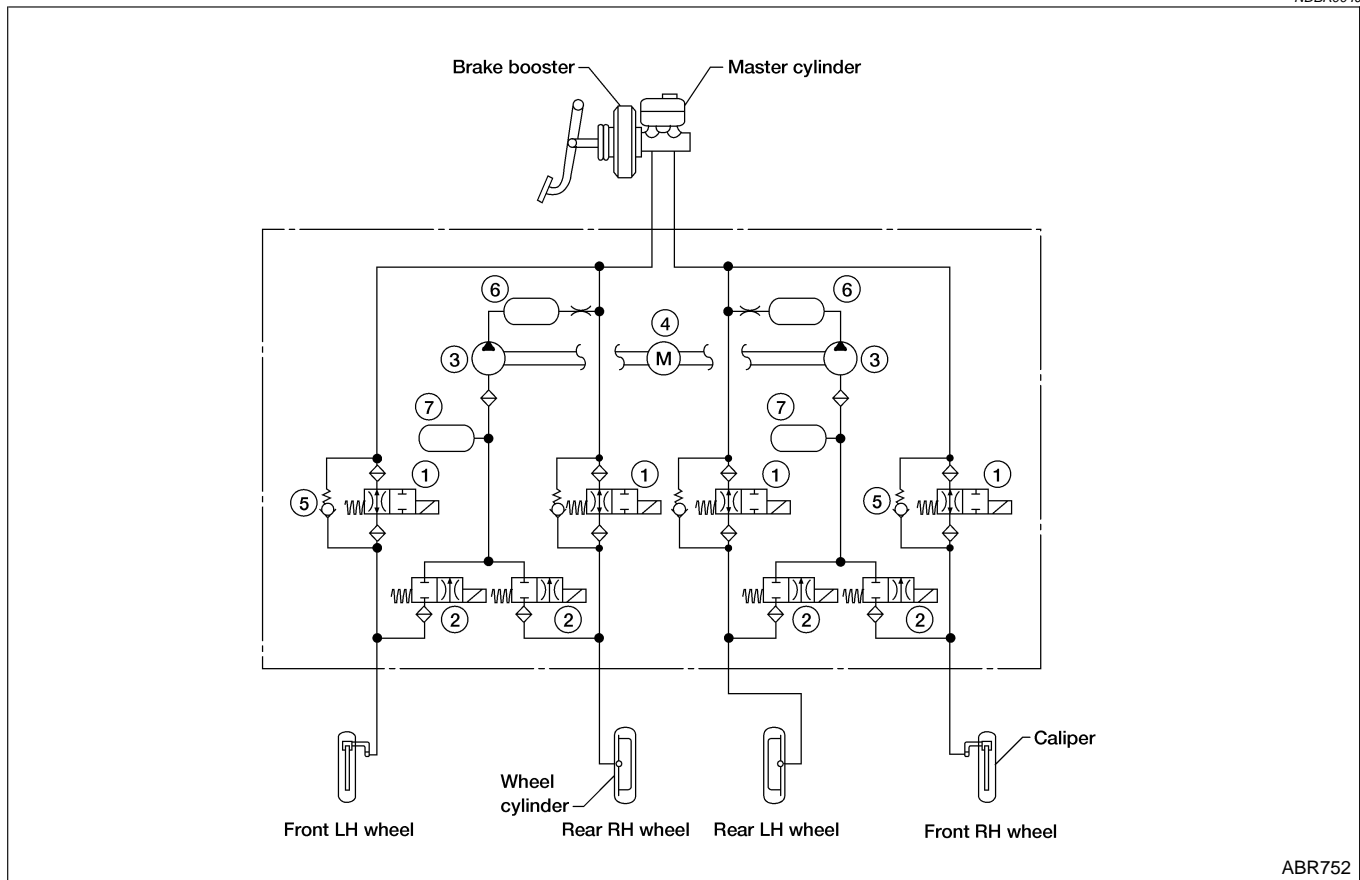 Brake booster
Master cylinder
6
6
4
M
3
3
7
7
1
1
1
1
5
5
2
2
2
2
Caliper
Wheel
cylinder
Front LH wheel
Rear RH wheel
Rear LH wheel
Front RH wheel
ABR752